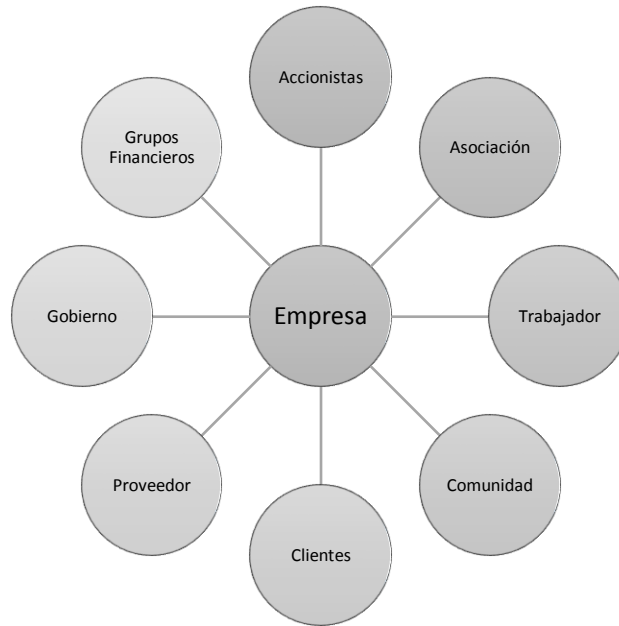 Accionistas
Grupos
Financieros
Asociación
Gobierno
Empresa
Trabajador
Proveedor
Comunidad
Clientes